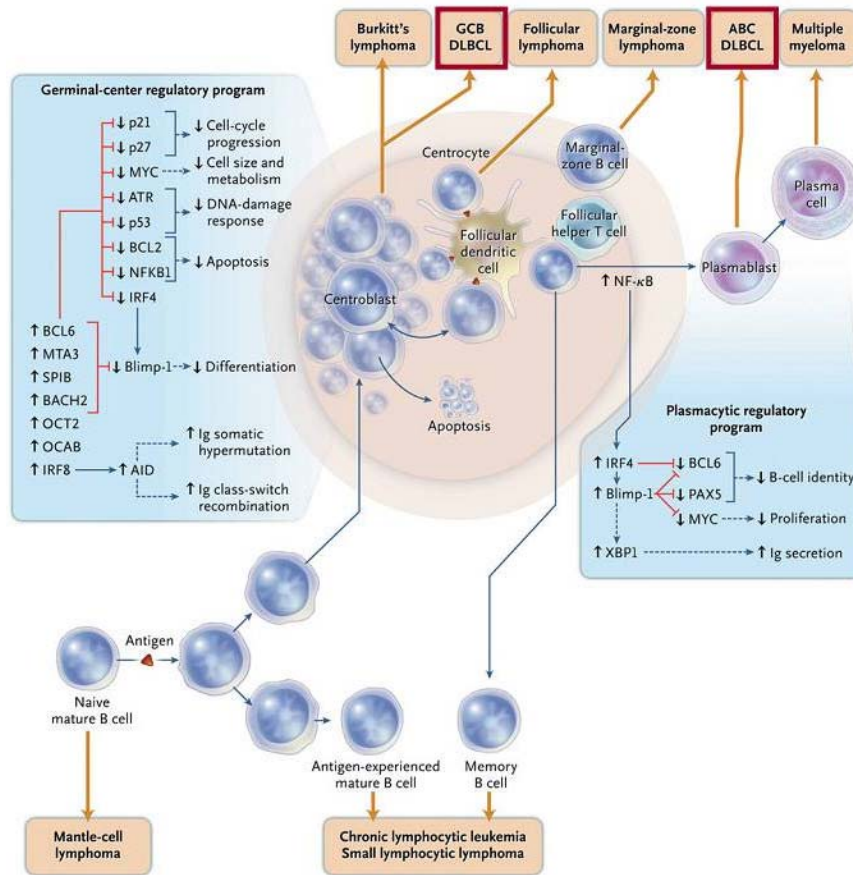 Burkitt's
lymphoma
GCB
DLBCL
Follicular
lymphoma
Marginal-zone
lymphoma
ABC
DLBCL
Multiple
myeloma
Germinal-center regulatory program
↓ p21
↓ p27
↓ Cell-cycle
progression
↓ MYC
↓ Cell size and
metabolism
↓ ATR
↓ p53
↓ DNA-damage
response
↓ BCL2
↓ NFKB1
↓ Apoptosis
↓ IRF4
↑ BCL6
↑ MTA3
↑ SPIB
↑ BACH2
↑ OCT2
↑ OCAB
↑ IRF8
↓ Blimp-1
↓ Differentiation
↑ AID
↑ Ig somatic
hypermutation
↑ Ig class-switch
recombination
Centrocyte
Marginal-
zone B cell
Follicular
helper T cell
Follicular
dendritic
cell
Centroblast
Apoptosis
↑ NF-κB
Plasmablast
Plasma
cell
Plasmacytic regulatory
program
↑ IRF4
↓ BCL6
↑ Blimp-1
↓ PAX5
↓ B-cell identity
↓ MYC
↓ Proliferation
↑ XBP1
↑ Ig secretion
Antigen
Naive
mature B cell
Antigen-experienced
mature B cell
Memory
B cell
Mantle-cell
lymphoma
Chronic lymphocytic leukemia
Small lymphocytic lymphoma